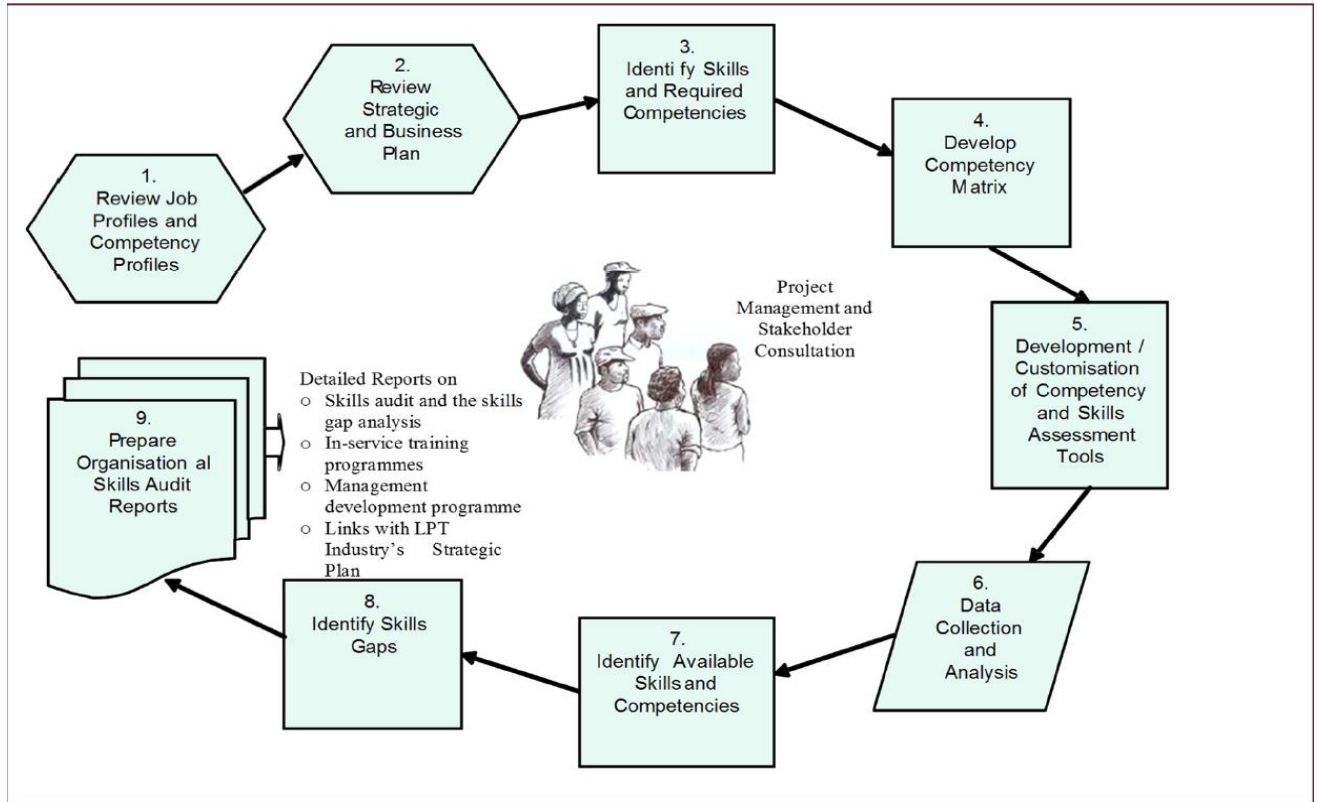 1.
Review Job
Profiles and
Competency
Profiles
2.
Review
Strategic
and Business
Plan
3.
Identi fy Skills
and Required
Competencies
4.
Develop
Competency
Matrix
5.
Development /
Customisation
of Competency
and Skills
Assessment
Tools
6.
Data
Collection
and
Analysis
7.
Identify Available
Skills and
Competencies
8.
Identify Skills
Gaps
9.
Prepare
Organisation al
Skills Audit
Reports
Detailed Reports on
o Skills audit and the skills
gap analysis
o In-service training
programmes
o Management
development programme
o Links with LPT
Industry's Strategic
Plan
Project
Management and
Stakeholder
Consultation